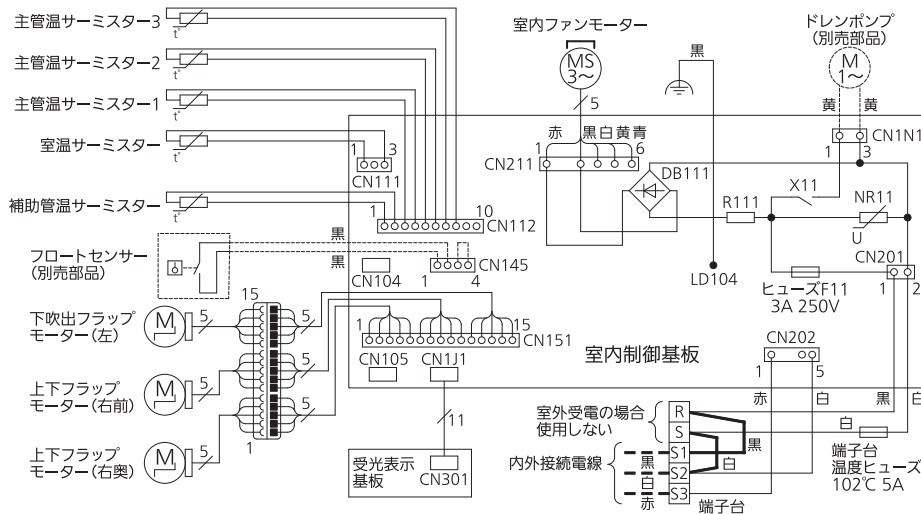 主管温サーミスター3
t°
主管温サーミスター2
t°
主管温サーミスター1
t°
室温サーミスター
t°
1 3
CN111
補助管温サーミスター
t°
1 10
CN112
フロートセンサー
(別売部品)
黒
黒
CN104
1 4
CN145
室内ファンモーター
MS
3～
5
赤 黒白黄青
1 6
CN211
DB111
黒
LD104
ドレンポンプ
(別売部品)
M
1～
黄 黄
CN1N1
1 3
R111
X11
NR11
U
CN201
1 2
ヒューズF11
3A 250V
下吹出フラップ
モーター(左)
M
5
15
5
上下フラップ
モーター(右前)
M
5
5
上下フラップ
モーター(右奥)
M
5
5
1
1 15
CN151
CN105
CN1J1
11
受光表示
基板
CN301
室内制御基板
CN202
1 5
赤 白
黒 白
室外受電の場合
使用しない
R
S
S1
S2
S3
黒
白
白
内外接続電線
黒
白
赤
端子台
端子台
温度ヒューズ
102℃ 5A